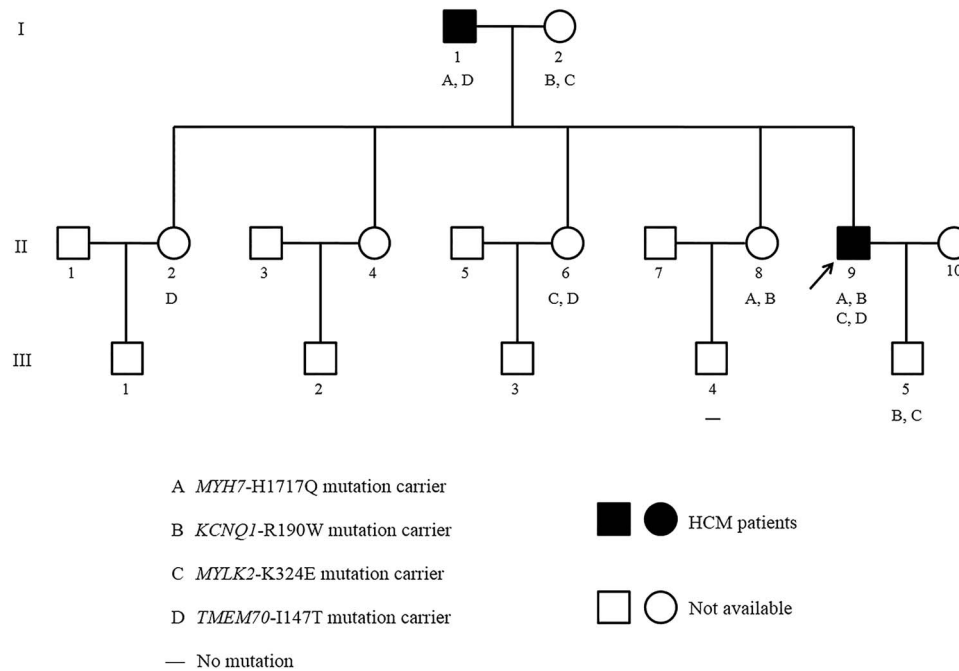 I
1 2
A, D B, C
II
1 2 3 4 5 6 7 8 9 10
D C, D A, B A, B
C, D
III
1 2 3 4 5
— B, C
A MYH7-H1717Q mutation carrier
B KCNQ1-R190W mutation carrier
C MYLK2-K324E mutation carrier
D TMEM70-I147T mutation carrier
— No mutation
HCM patients
Not available